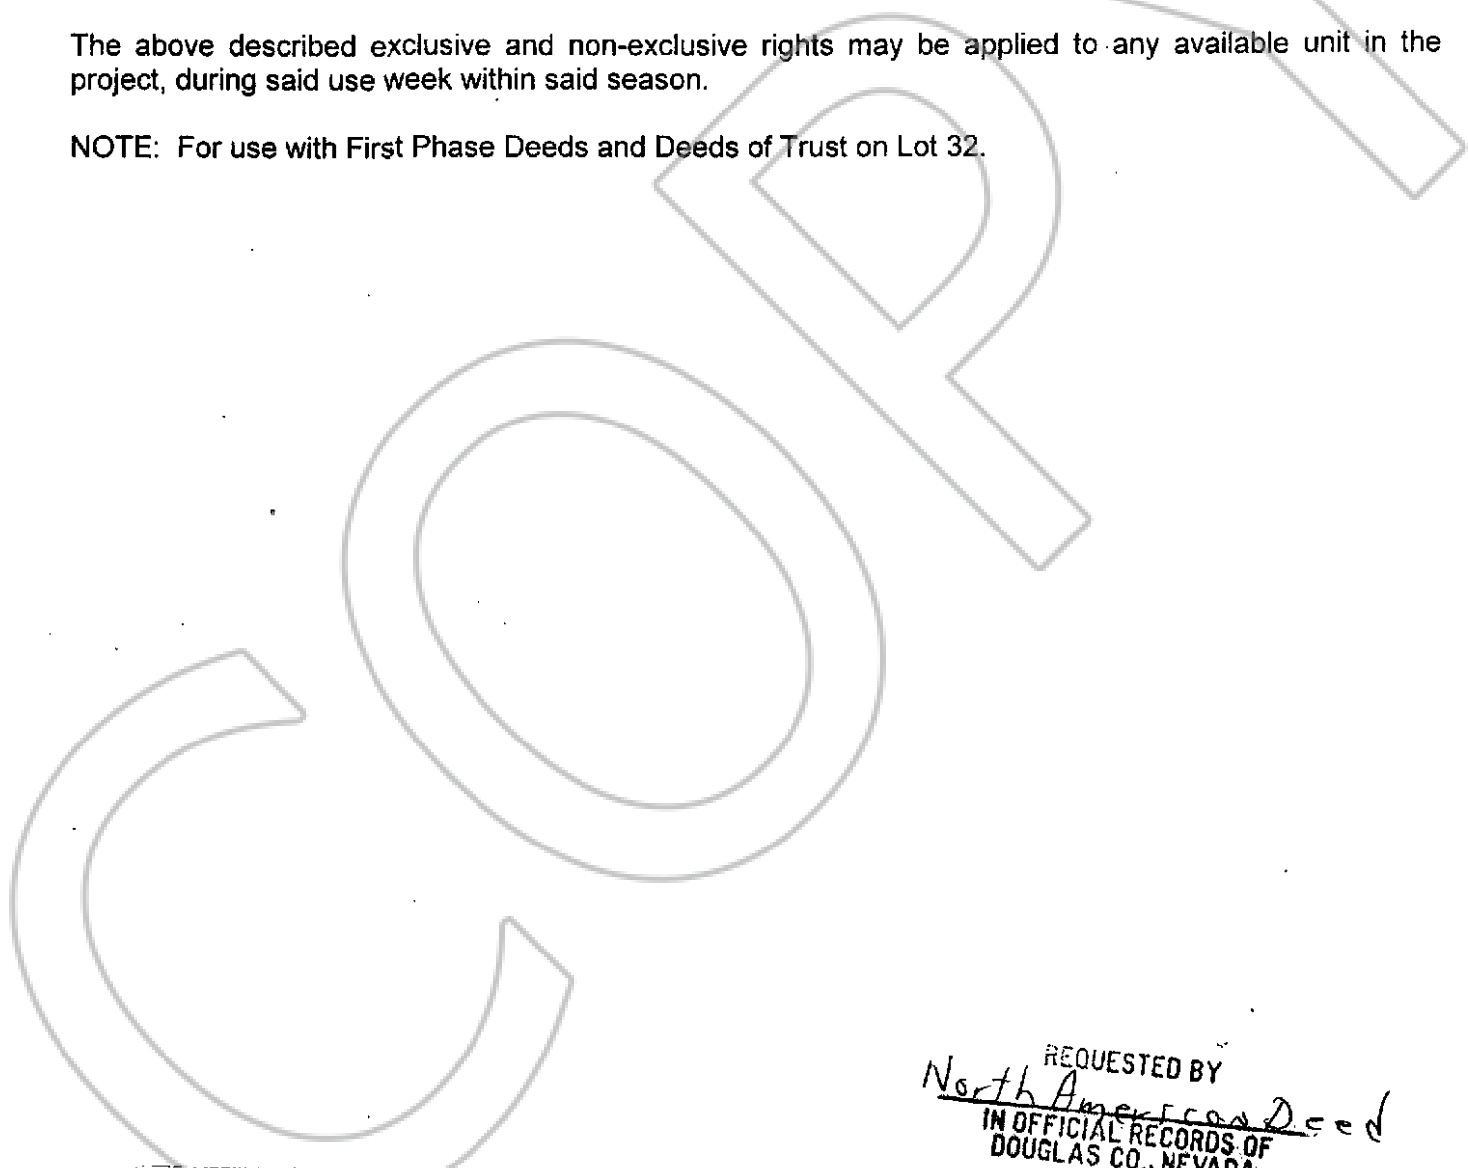 The above described exclusive and non-exclusive rights may be applied to any available unit in the
project, during said use week within said season.
NOTE: For use with First Phase Deeds and Deeds of Trust on Lot 32.
COPY
REQUESTED BY
North American Deed
IN OFFICIAL RECORDS OF
DOUGLAS CO., NEVADA